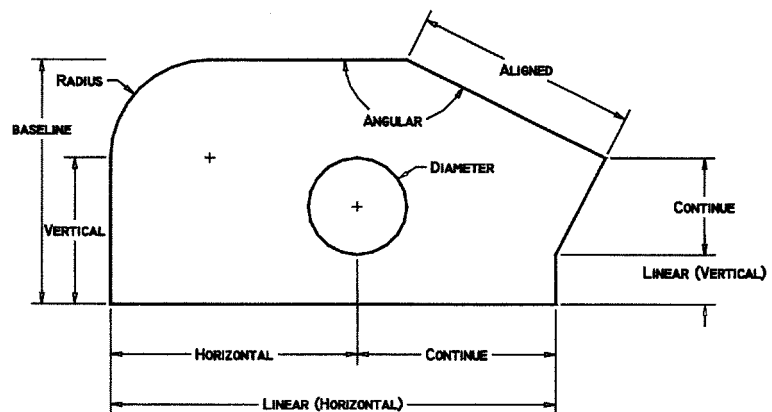 ALIGNED
RADIUS
BASELINE
ANGULAR
DIAMETER
VERTICAL
CONTINUE
LINEAR (VERTICAL)
HORIZONTAL
CONTINUE
LINEAR (HORIZONTAL)